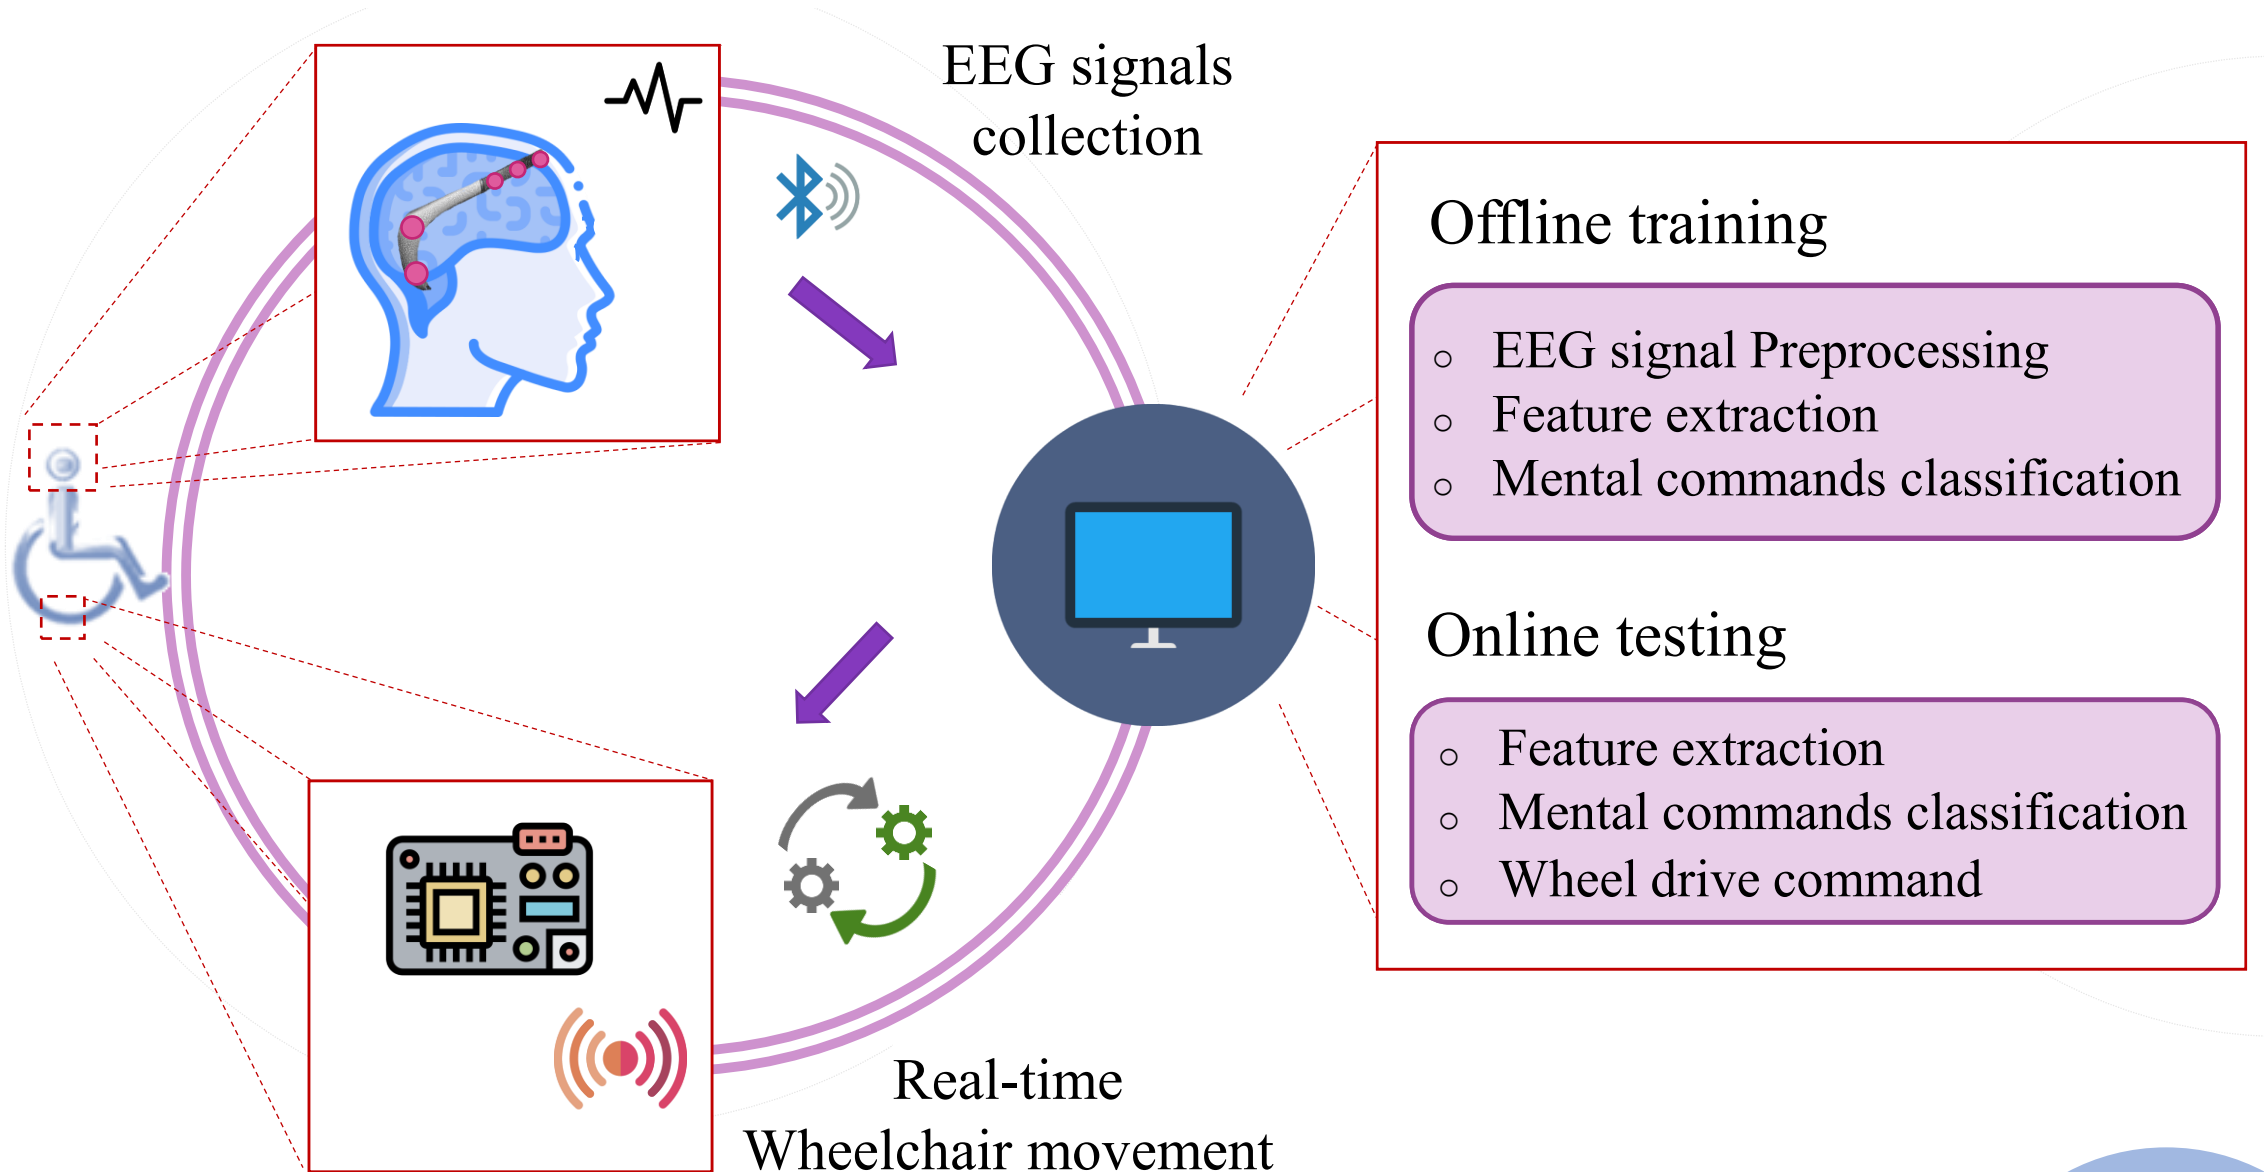 EEG signals
collection
Offline training
○ EEG signal Preprocessing
○ Feature extraction
○ Mental commands classification
Online testing
○ Feature extraction
○ Mental commands classification
○ Wheel drive command
Real-time
Wheelchair movement